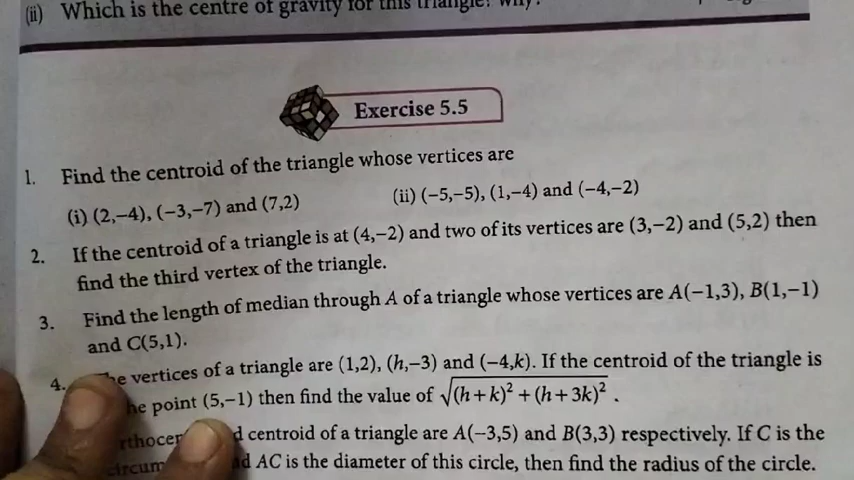 (ii) Which is the centre of gravity for this triangle? why?
Exercise 5.5
1. Find the centroid of the triangle whose vertices are
(i) (2,−4), (−3,−7) and (7,2) (ii) (−5,−5), (1,−4) and (−4,−2)
2. If the centroid of a triangle is at (4,−2) and two of its vertices are (3,−2) and (5,2) then
find the third vertex of the triangle.
3. Find the length of median through A of a triangle whose vertices are A(−1,3), B(1,−1)
and C(5,1).
4. vertices of a triangle are (1,2), (h,−3) and (−4,k). If the centroid of the triangle is
point (5,−1) then find the value of √((h+k)² + (h+3k)²) .
centroid of a triangle are A(−3,5) and B(3,3) respectively. If C is the
AC is the diameter of this circle, then find the radius of the circle.